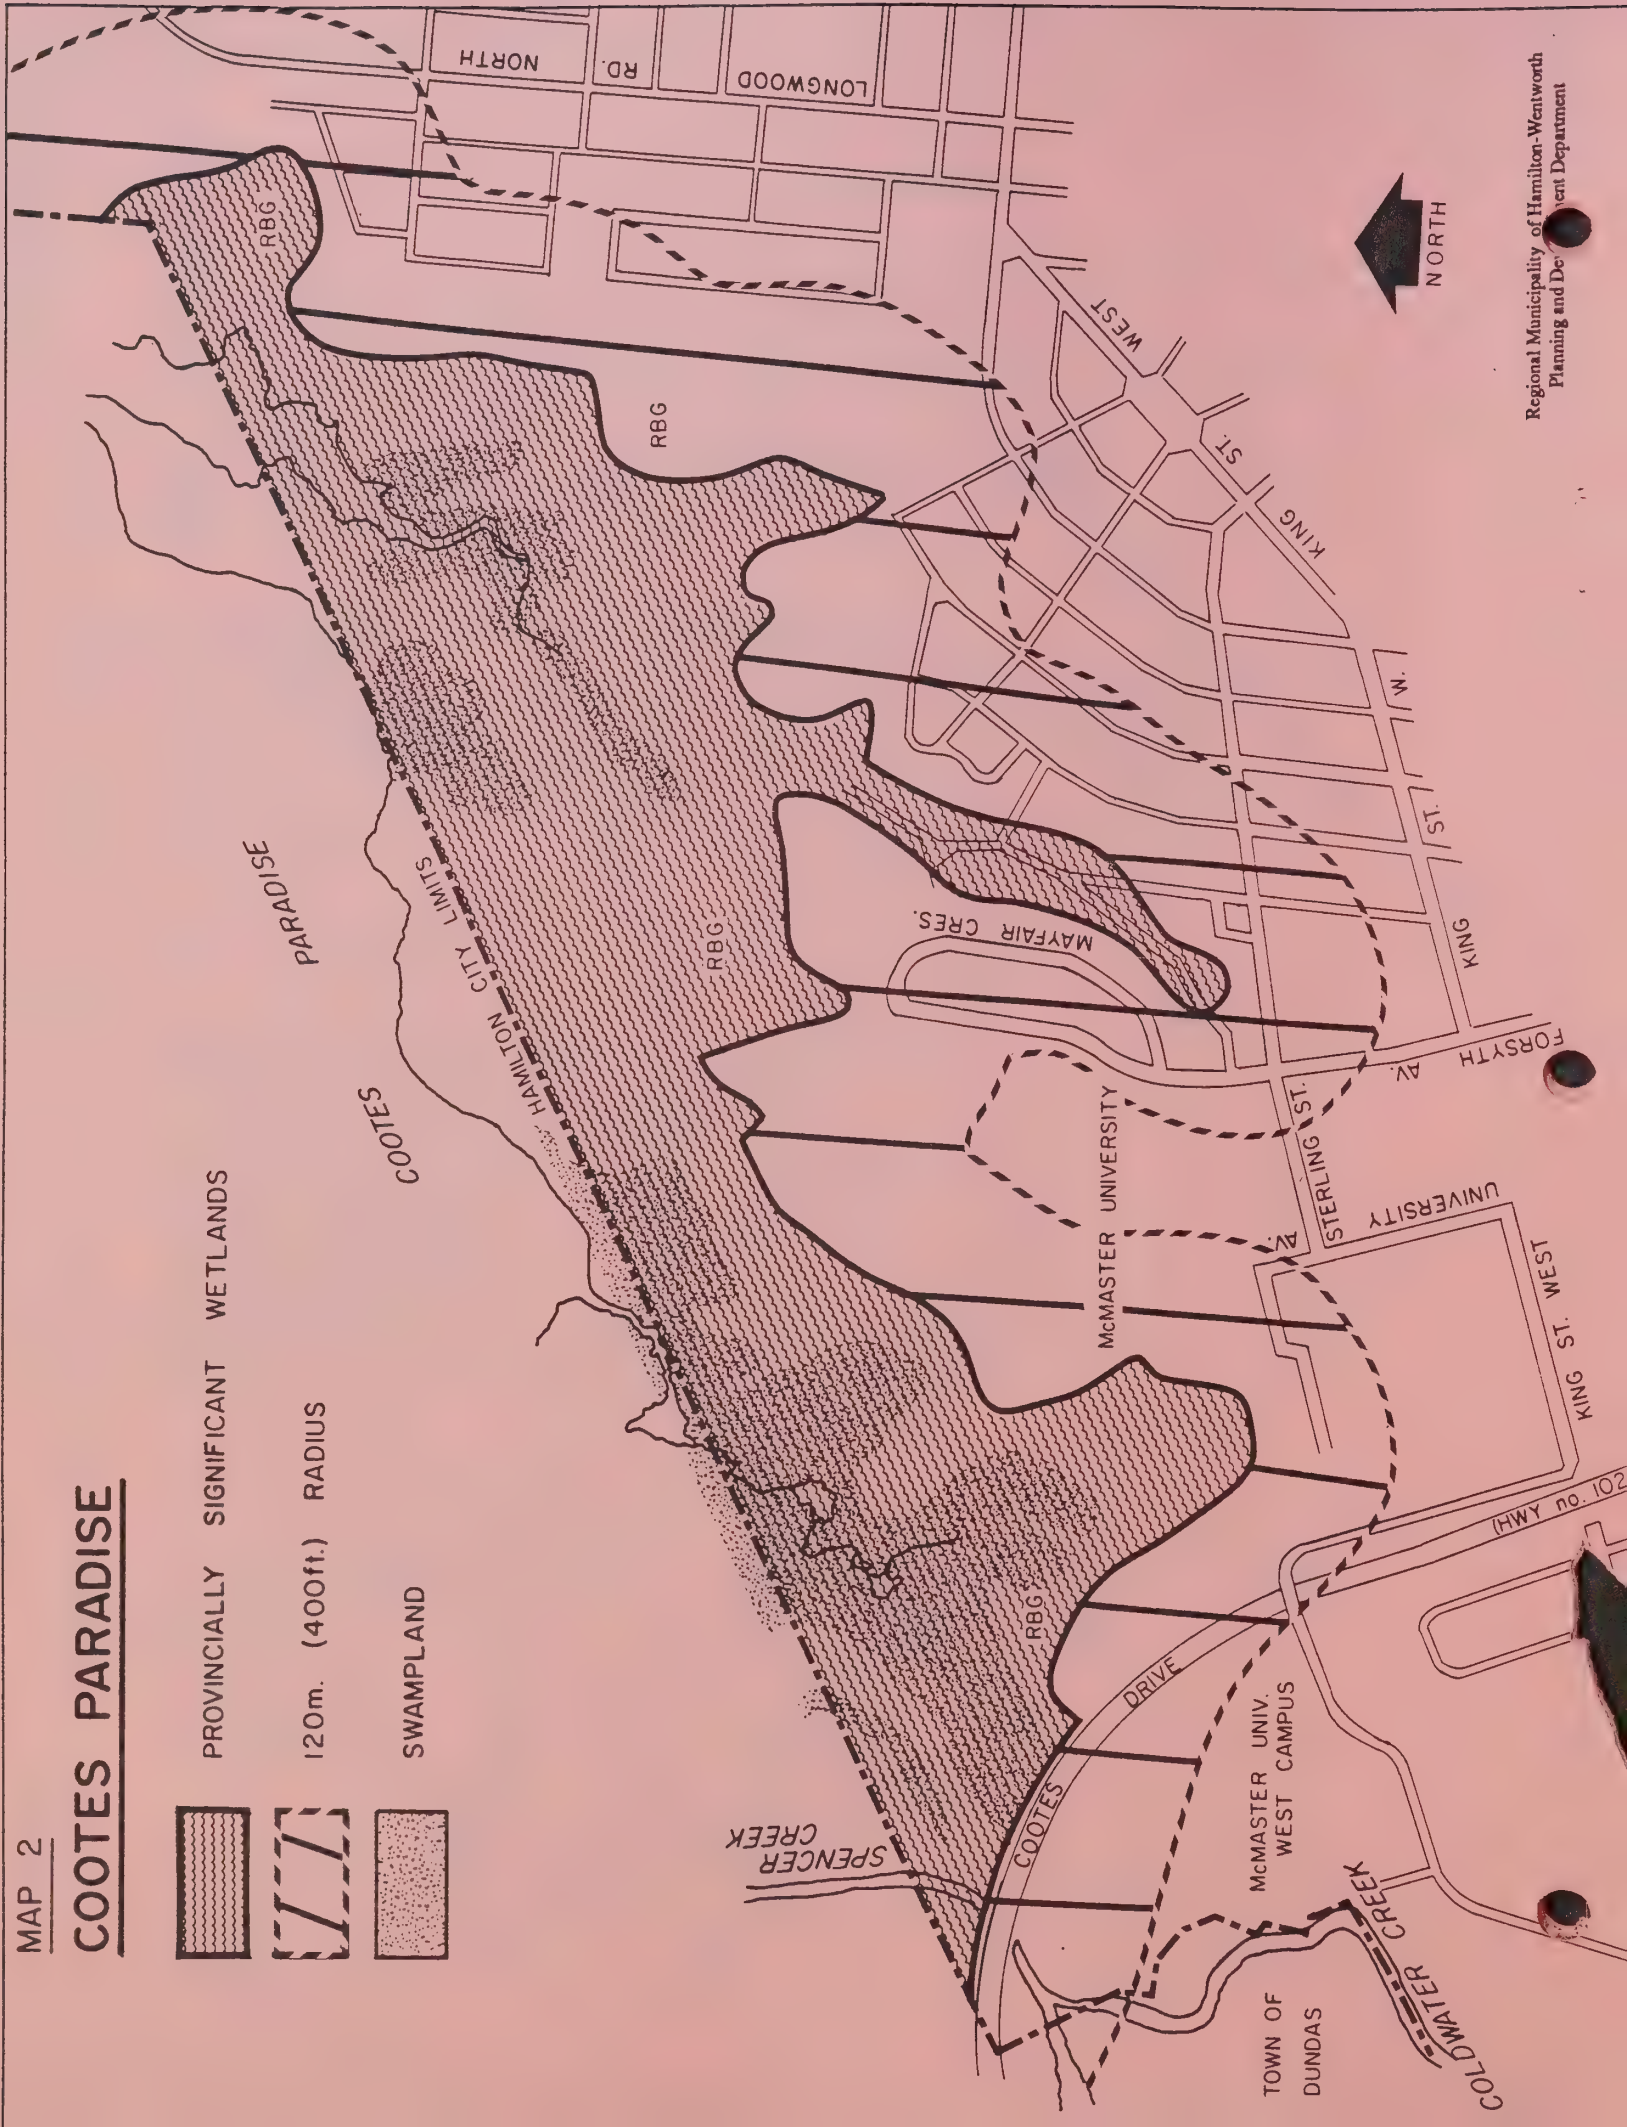 MAP 2
COOTES PARADISE
PROVINCIALLY SIGNIFICANT WETLANDS
120m. (400ft.) RADIUS
SWAMPLAND
COOTES
PARADISE
HAMILTON CITY LIMITS
SPENCER
CREEK
RBG
RBG
RBG
RBG
NORTH
RD.
LONGWOOD
COOTES
DRIVE
McMASTER UNIVERSITY
MAYFAIR CRES.
WEST
ST.
KING
W.
ST.
KING
FORSYTH
AV.
STERLING ST.
UNIVERSITY
AV.
KING ST. WEST
(HWY no. 102
McMASTER UNIV.
WEST CAMPUS
TOWN OF
DUNDAS
COLDWATER CREEK
NORTH
Regional Municipality of Hamilton-Wentworth
Planning and Department